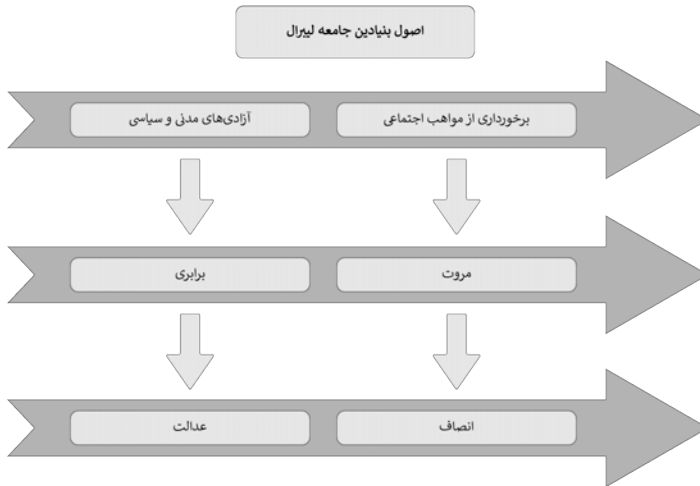 اصول بنیادین جامعه لیبرال
برخورداری از مواهب اجتماعی
آزادی‌های مدنی و سیاسی
مروت
برابری
انصاف
عدالت